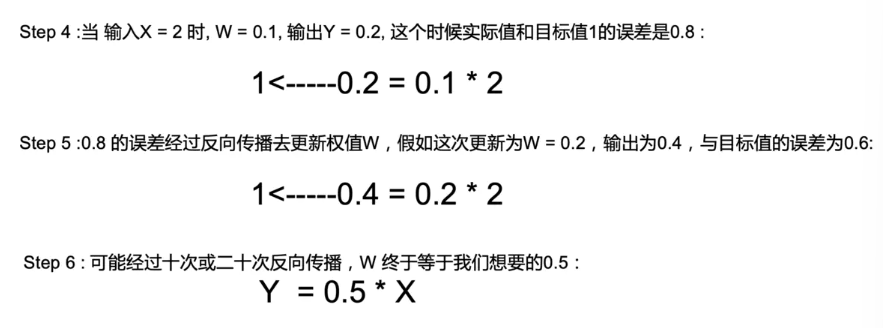 Step 4 :当 输入X = 2 时, W = 0.1, 输出Y = 0.2, 这个时候实际值和目标值1的误差是0.8 :
1<-----0.2 = 0.1 * 2
Step 5 :0.8 的误差经过反向传播去更新权值W，假如这次更新为W = 0.2，输出为0.4，与目标值的误差为0.6:
1<-----0.4 = 0.2 * 2
Step 6 : 可能经过十次或二十次反向传播，W 终于等于我们想要的0.5 :
Y = 0.5 * X